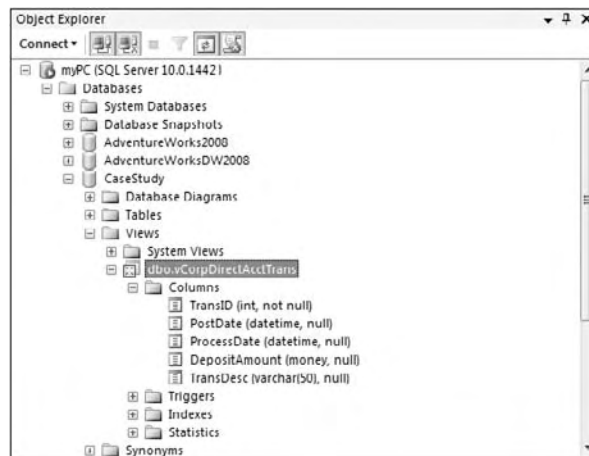 Object Explorer
Connect
myPC (SQL Server 10.0.1442)
Databases
System Databases
Database Snapshots
AdventureWorks2008
AdventureWorksDW2008
CaseStudy
Database Diagrams
Tables
Views
System Views
dbo.vCorpDirectAcctTrans
Columns
TransID (int, not null)
PostDate (datetime, null)
ProcessDate (datetime, null)
DepositAmount (money, null)
TransDesc (varchar(50), null)
Triggers
Indexes
Statistics
Synonyms